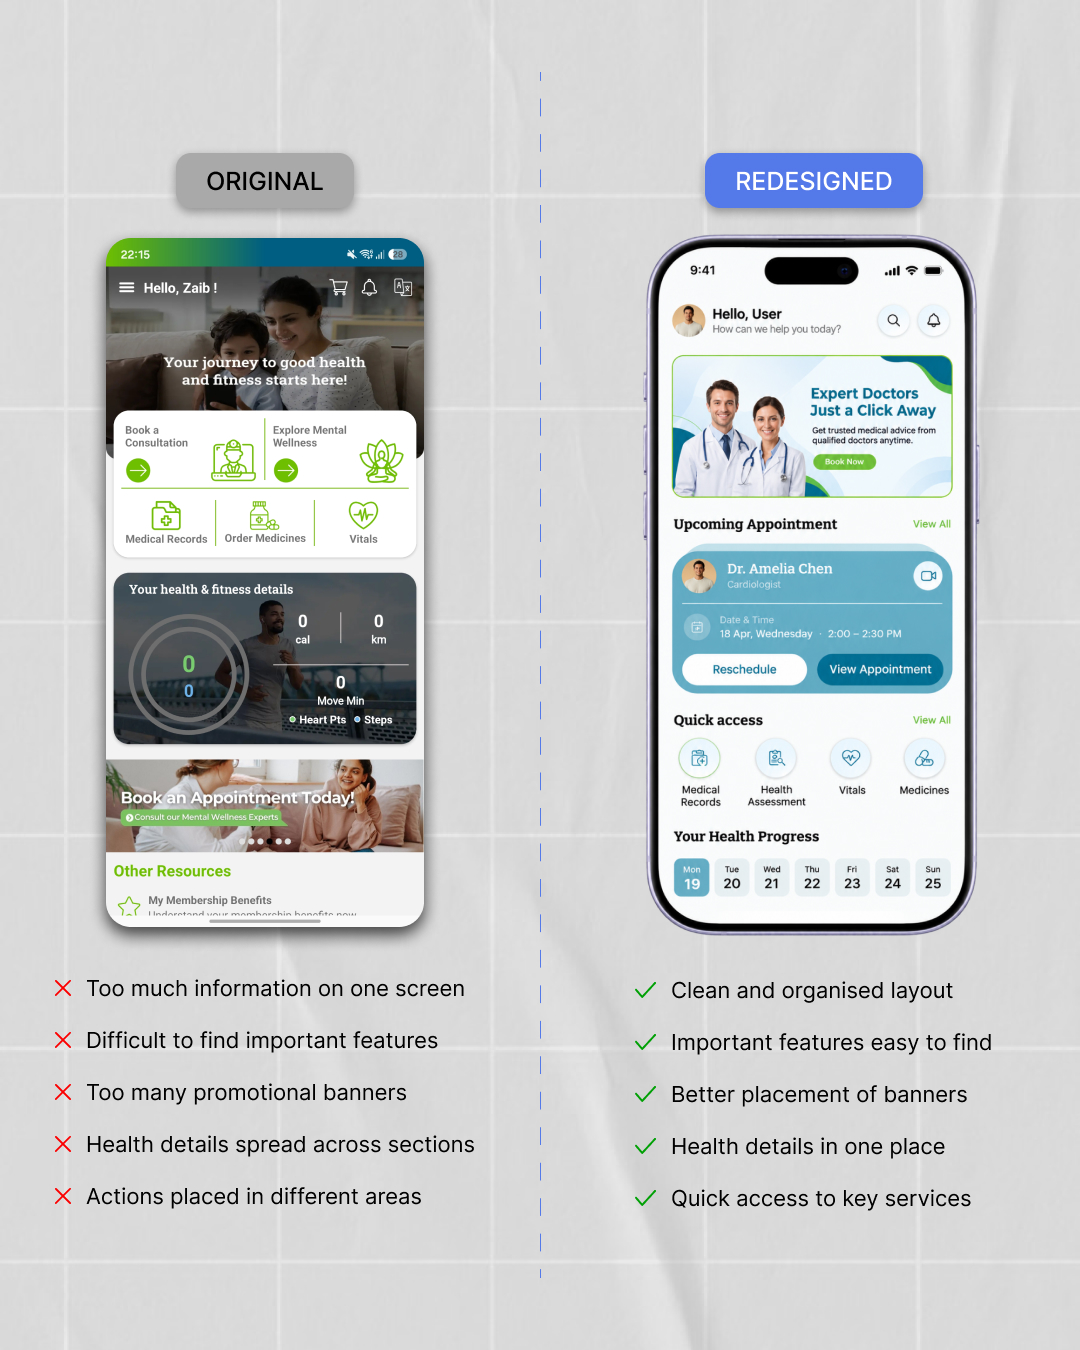 ORIGINAL
22:15
28
Hello, Zaib !
Your journey to good health
and fitness starts here!
Book a
Consultation
Explore Mental
Wellness
Medical Records
Order Medicines
Vitals
Your health & fitness details
0
0
0
cal
0
km
0
Move Min
Heart Pts
Steps
Book an Appointment Today!
Consult our Mental Wellness Experts
Other Resources
My Membership Benefits
Understand your membership benefits now
Too much information on one screen
Difficult to find important features
Too many promotional banners
Health details spread across sections
Actions placed in different areas
REDESIGNED
9:41
Hello, User
How can we help you today?
Expert Doctors
Just a Click Away
Get trusted medical advice from
qualified doctors anytime.
Book Now
Upcoming Appointment
View All
Dr. Amelia Chen
Cardiologist
Date & Time
18 Apr, Wednesday · 2:00 – 2:30 PM
Reschedule
View Appointment
Quick access
View All
Medical
Records
Health
Assessment
Vitals
Medicines
Your Health Progress
Mon Tue Wed Thu Fri Sat Sun
19 20 21 22 23 24 25
Clean and organised layout
Important features easy to find
Better placement of banners
Health details in one place
Quick access to key services